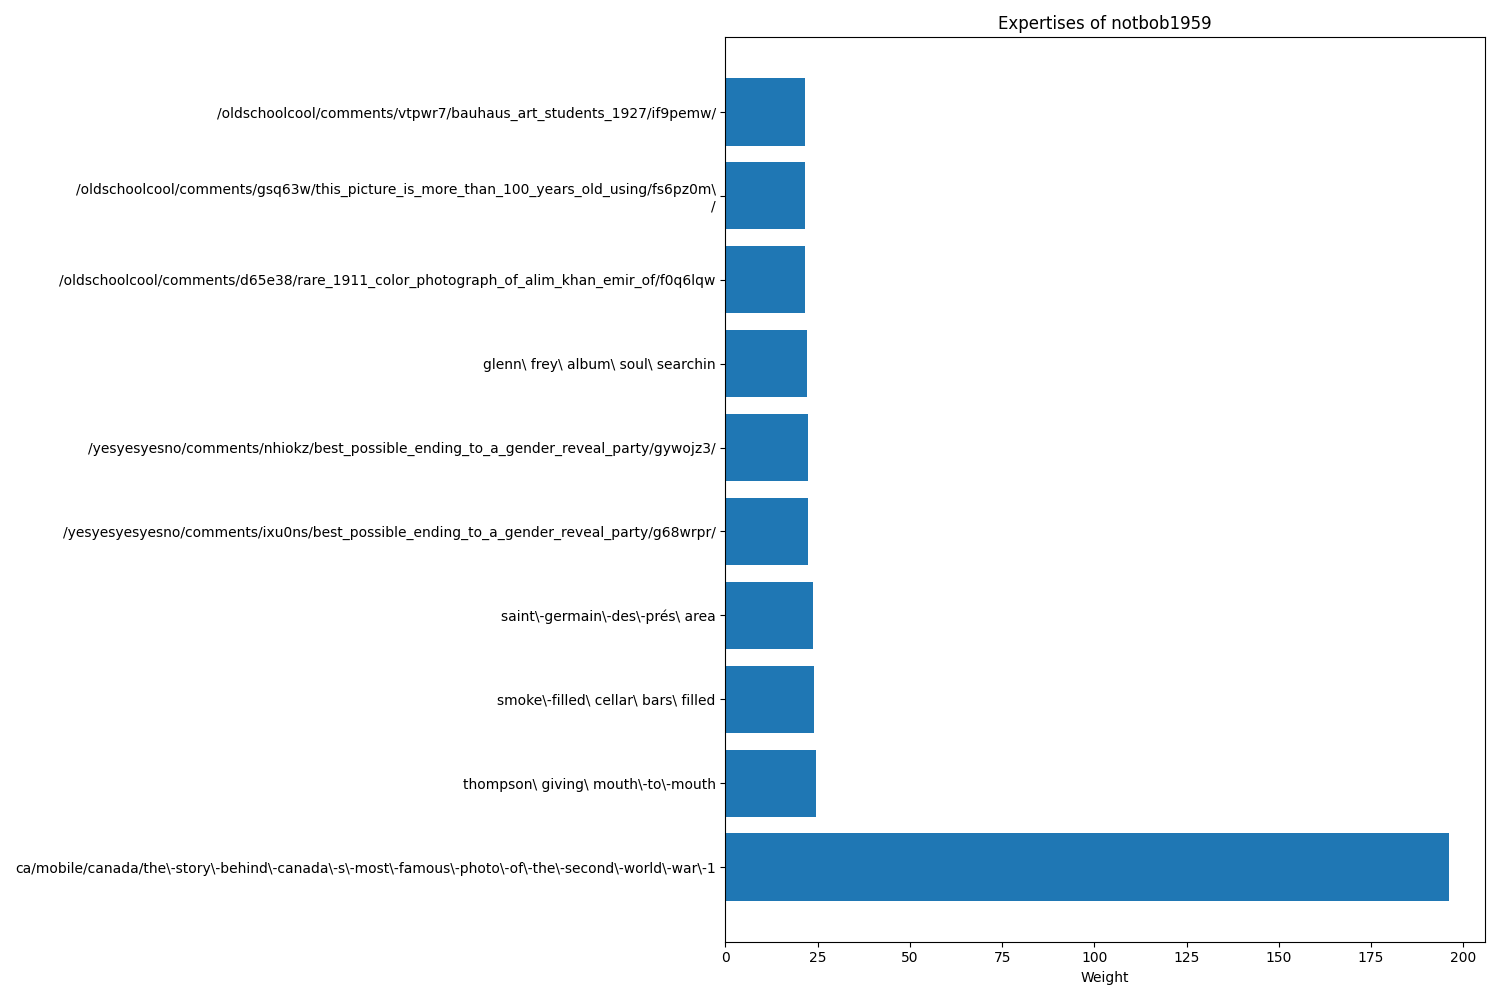 Expertises of notbob1959
/oldschoolcool/comments/vtpwr7/bauhaus_art_students_1927/if9pemw/
/oldschoolcool/comments/gsq63w/this_picture_is_more_than_100_years_old_using/fs6pz0m\
/
/oldschoolcool/comments/d65e38/rare_1911_color_photograph_of_alim_khan_emir_of/f0q6lqw
glenn\ frey\ album\ soul\ searchin
/yesyesyesno/comments/nhiokz/best_possible_ending_to_a_gender_reveal_party/gywojz3/
/yesyesyesyesno/comments/ixu0ns/best_possible_ending_to_a_gender_reveal_party/g68wrpr/
saint\-germain\-des\-prés\ area
smoke\-filled\ cellar\ bars\ filled
thompson\ giving\ mouth\-to\-mouth
ca/mobile/canada/the\-story\-behind\-canada\-s\-most\-famous\-photo\-of\-the\-second\-world\-war\-1
0 25 50 75 100 125 150 175 200
Weight